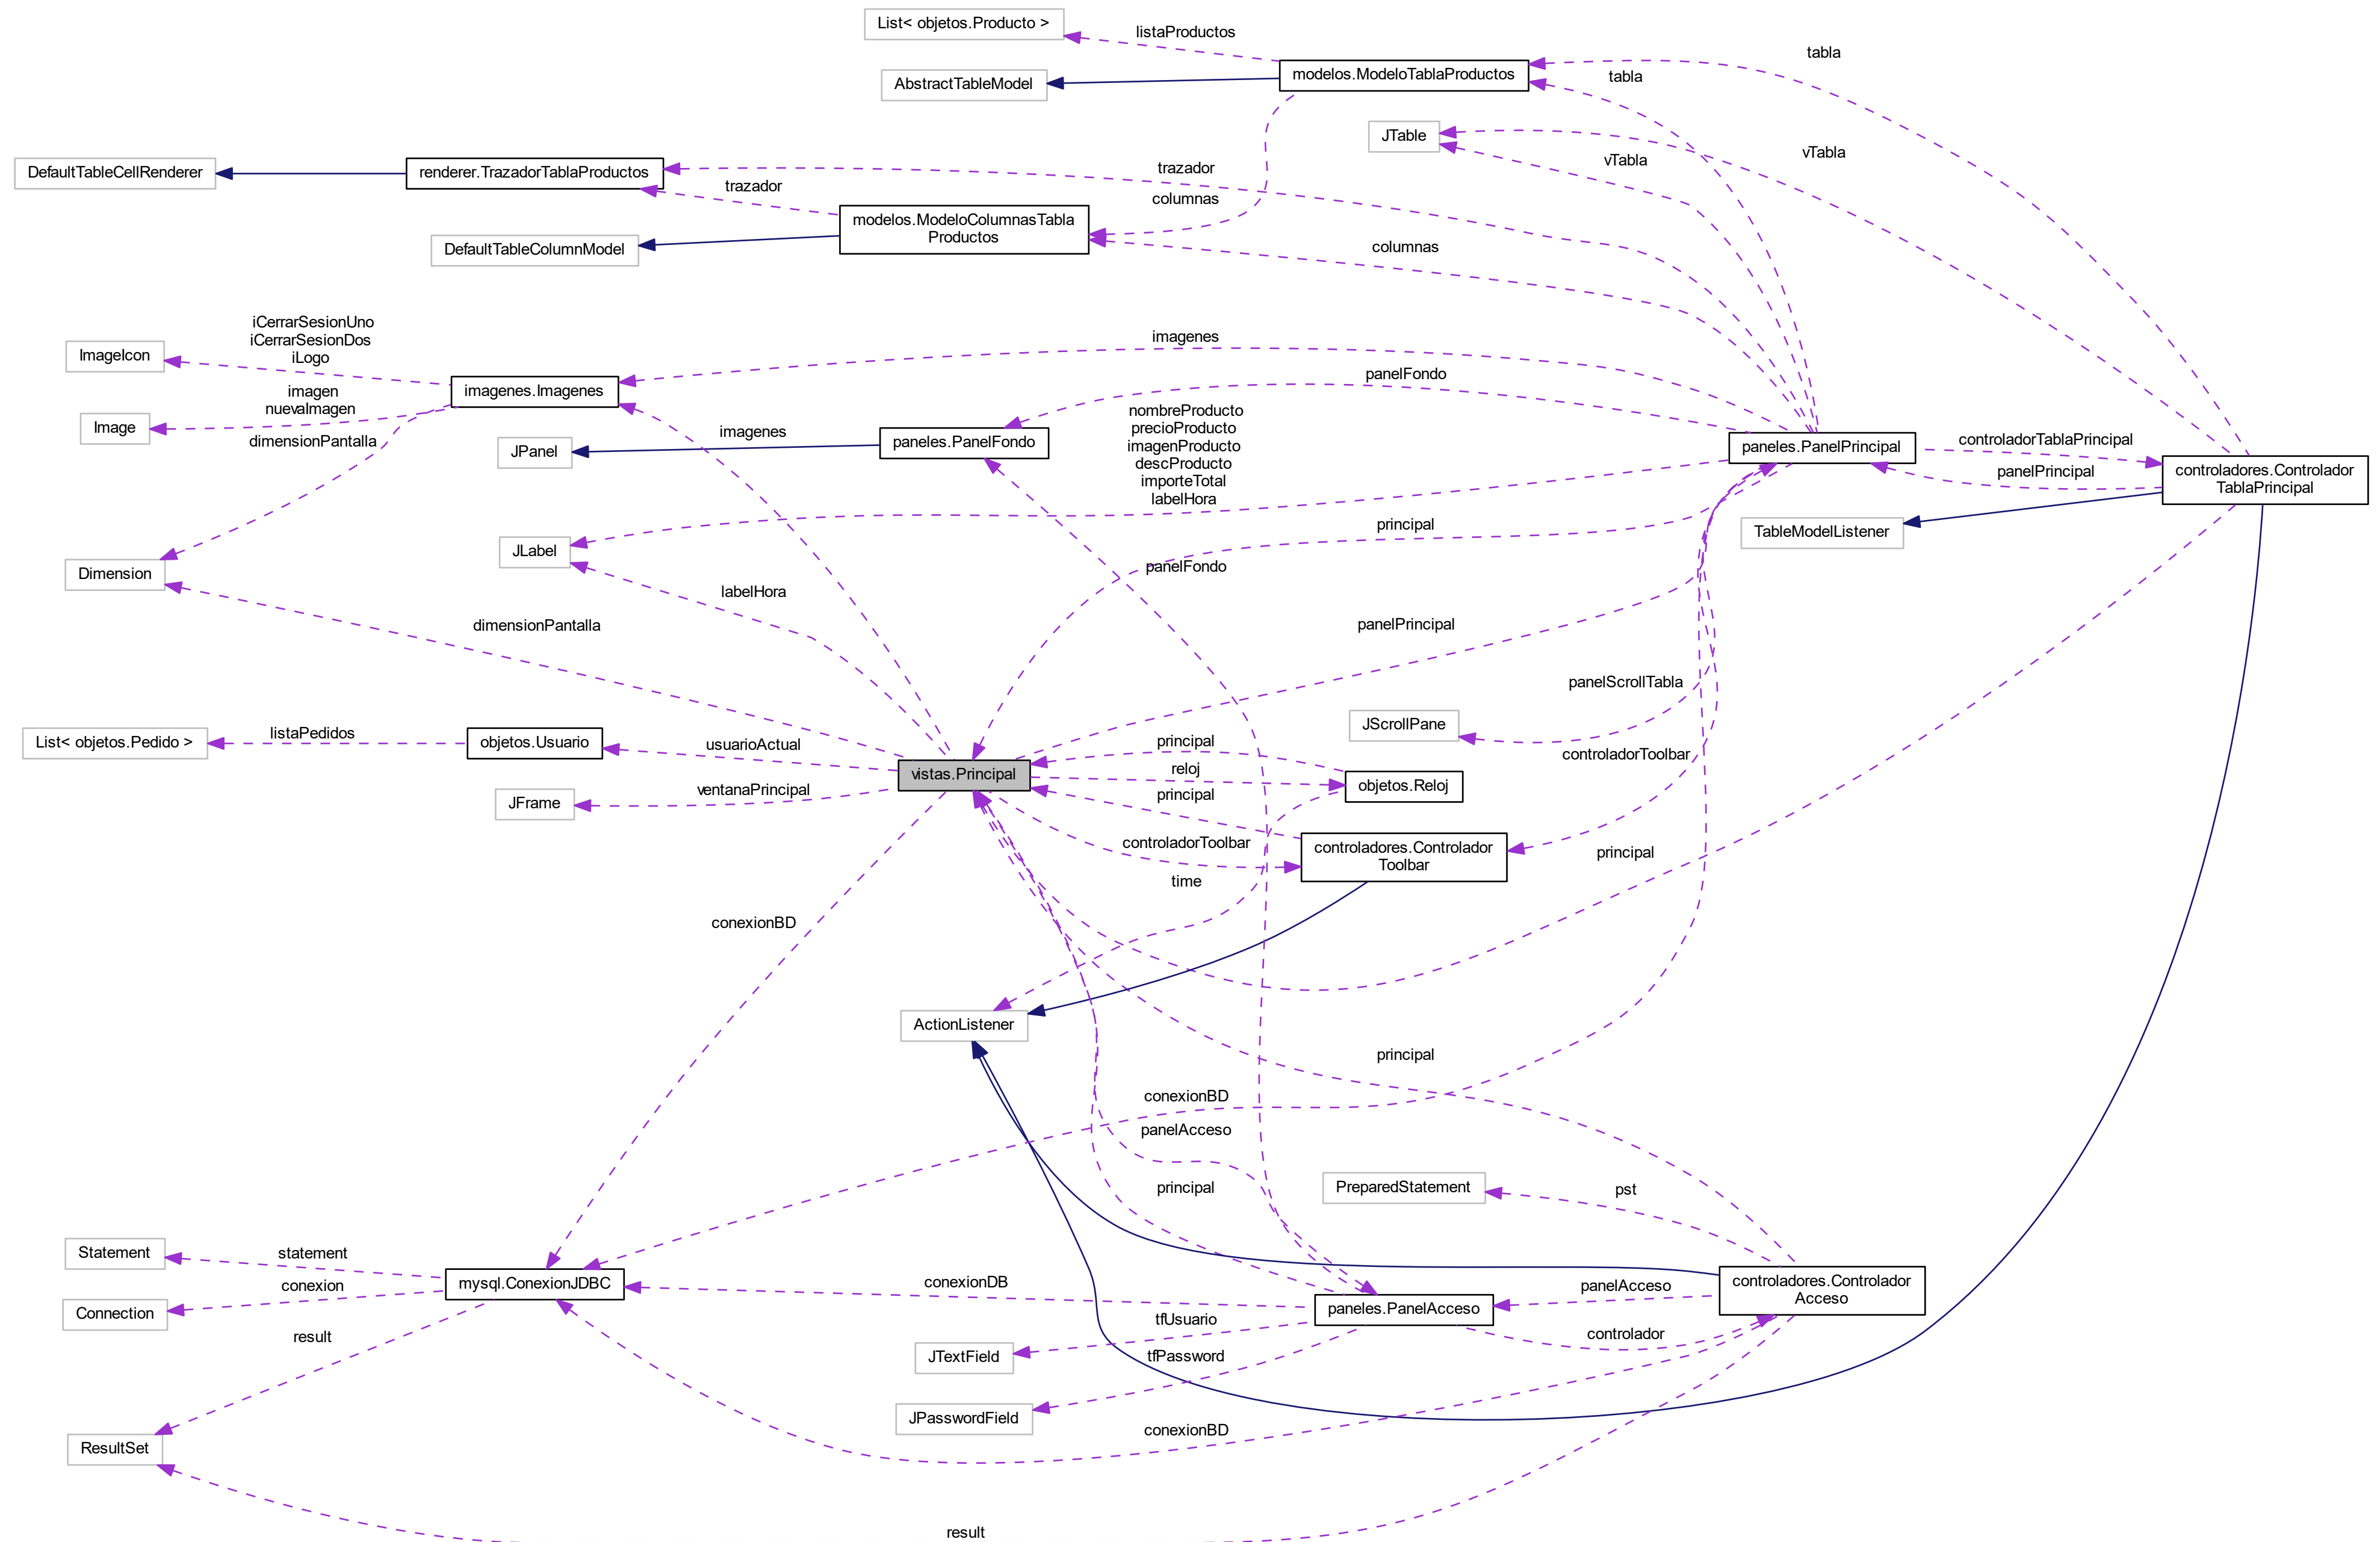 List< objetos.Producto >
listaProductos
tabla
modelos.ModeloTablaProductos
tabla
AbstractTableModel
JTable
vTabla
vTabla
DefaultTableCellRenderer
renderer.TrazadorTablaProductos
trazador
trazador
columnas
modelos.ModeloColumnasTabla
Productos
DefaultTableColumnModel
columnas
iCerrarSesionUno
iCerrarSesionDos
iLogo
ImageIcon
imagenes
imagenes.Imagenes
imagen
nuevaImagen
Image
dimensionPantalla
panelFondo
nombreProducto
precioProducto
imagenProducto
descProducto
importeTotal
labelHora
imagenes
JPanel
paneles.PanelFondo
paneles.PanelPrincipal
controladorTablaPrincipal
panelPrincipal
controladores.Controlador
TablaPrincipal
TableModelListener
principal
JLabel
Dimension
panelFondo
labelHora
dimensionPantalla
panelPrincipal
panelScrollTabla
JScrollPane
List< objetos.Pedido >
listaPedidos
objetos.Usuario
usuarioActual
vistas.Principal
principal
reloj
principal
objetos.Reloj
controladorToolbar
JFrame
ventanaPrincipal
controladorToolbar
controladores.Controlador
Toolbar
principal
time
conexionBD
ActionListener
principal
conexionBD
panelAcceso
principal
PreparedStatement
pst
Statement
statement
mysql.ConexionJDBC
conexion
Connection
conexionDB
paneles.PanelAcceso
panelAcceso
controladores.Controlador
Acceso
tfUsuario
controlador
result
JTextField
tfPassword
JPasswordField
conexionBD
ResultSet
result